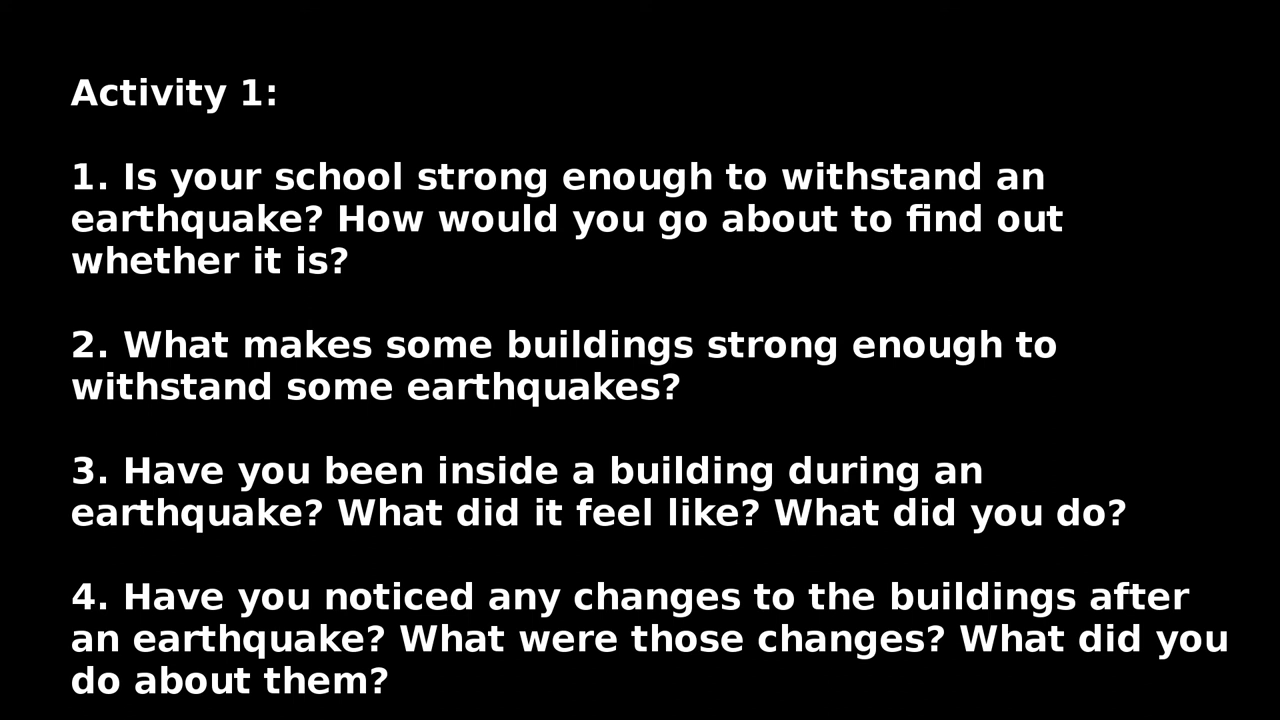 Activity 1:
1. Is your school strong enough to withstand an
earthquake? How would you go about to find out
whether it is?
2. What makes some buildings strong enough to
withstand some earthquakes?
3. Have you been inside a building during an
earthquake? What did it feel like? What did you do?
4. Have you noticed any changes to the buildings after
an earthquake? What were those changes? What did you
do about them?